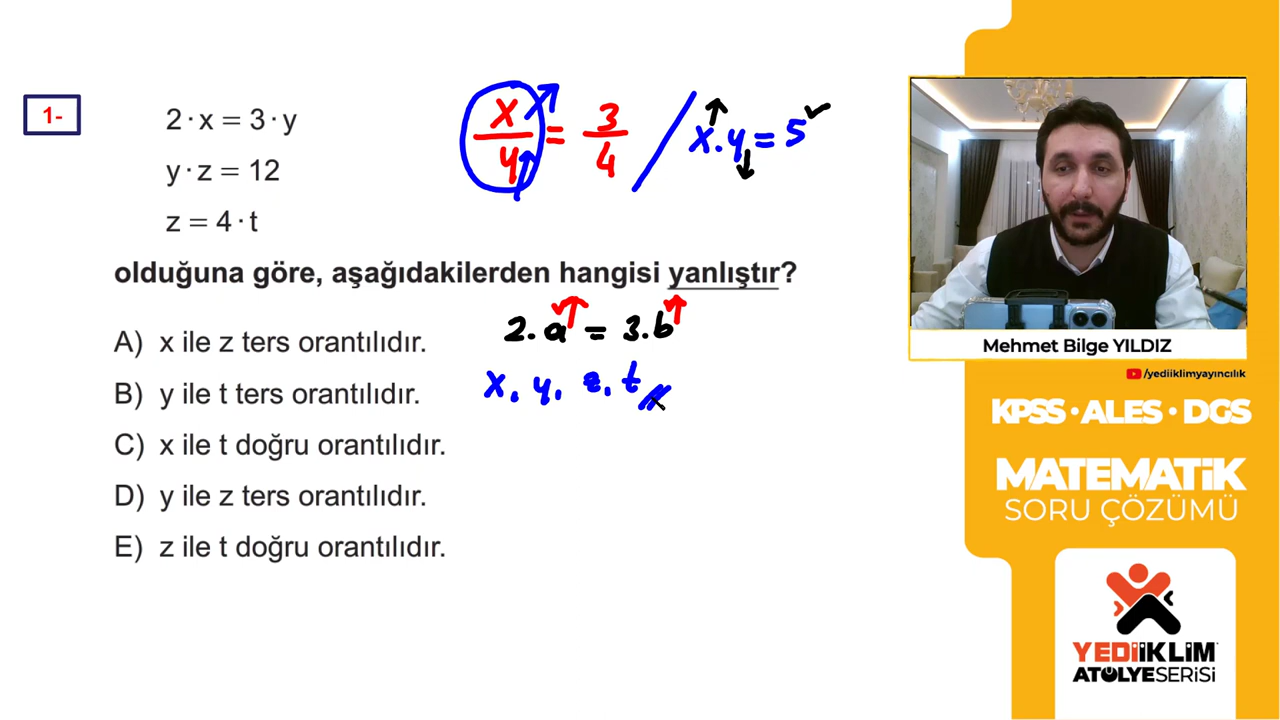 1-
2 · x = 3 · y
y · z = 12
z = 4 · t
x/y = 3/4 / x.y = 5
olduğuna göre, aşağıdakilerden hangisi yanlıştır?
2.a = 3.b
x, y, z, t
A) x ile z ters orantılıdır.
B) y ile t ters orantılıdır.
C) x ile t doğru orantılıdır.
D) y ile z ters orantılıdır.
E) z ile t doğru orantılıdır.
Mehmet Bilge YILDIZ
/yediiklimyayıncılık
KPSS • ALES • DGS
MATEMATİK
SORU ÇÖZÜMÜ
YEDİİKLİM
ATÖLYESERİSİ